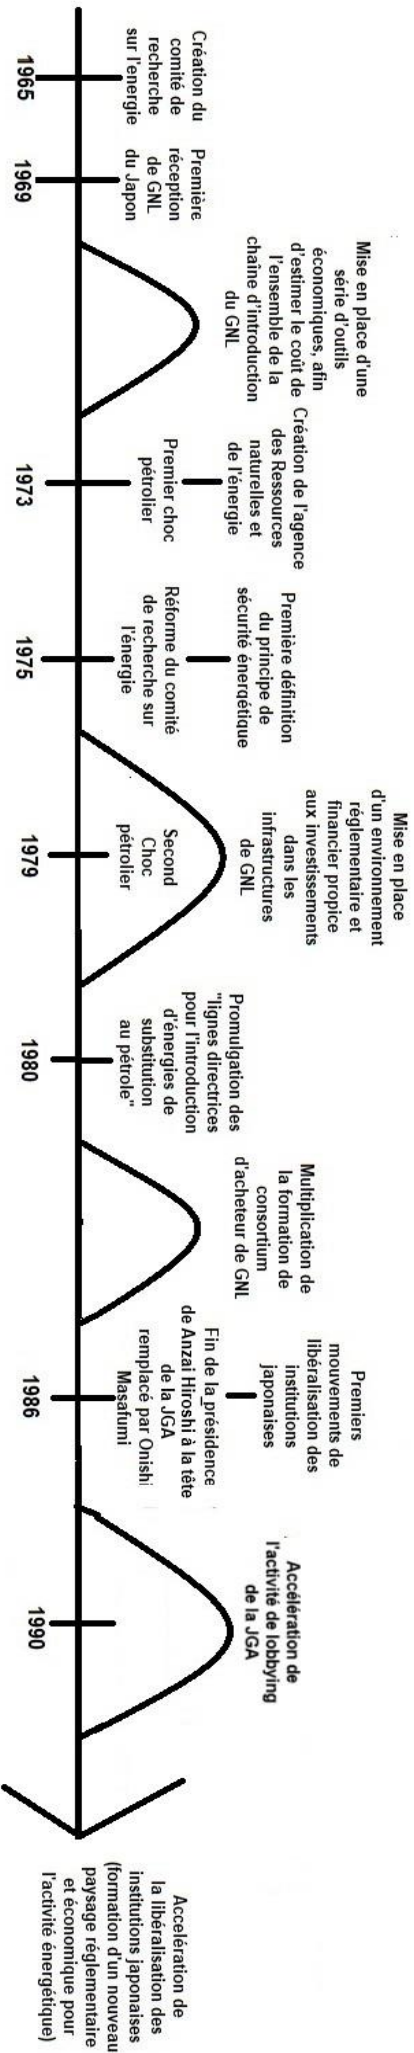 Création du
comité de
recherche
sur l'energie
1965
Première
réception
de GNL
du Japon
1969
Mise en place d'une
série d'outils
économiques, afin
d'estimer le coût de
l'ensemble de la
chaîne d'introduction
du GNL
Création de l'agence
des Ressources
naturelles et
de l'énergie
Premier choc
pétrolier
1973
Première définition
du principe de
sécurité énergétique
Réforme du comité
de recherche sur
l'énergie
1975
Mise en place
d'un environnement
réglementaire et
financier propice
aux investissements
dans les
infrastructures
de GNL
Second
Choc
pétrolier
1979
Promulgation des
"lignes directrices
pour l'introduction
d'énergies de
substitution
au pétrole"
1980
Multiplication de
la formation de
consortium
d'acheteur de GNL
Premiers
mouvements de
libéralisation des
institutions
japonaises
Fin de la présidence
de Anzai Hiroshi à la tête
de la JGA
remplacé par Onishi
Masafumi
1986
Accélération de
l'activité de lobbying
de la JGA
1990
Accelération de
la libéralisation des
institutions japonaises
(formation d'un nouveau
paysage réglementaire
et économique pour
l'activité énergétique)